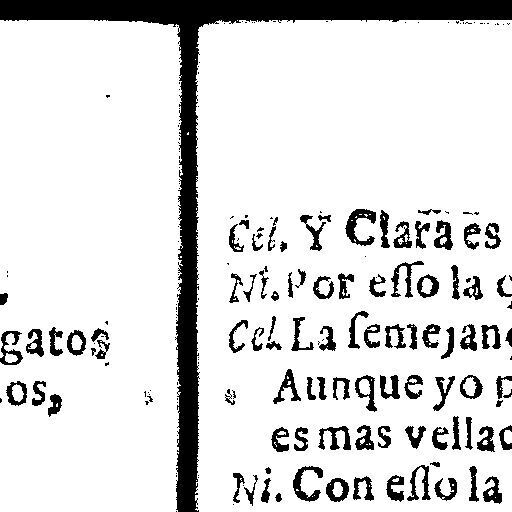 gatos
os,
Cel. Y Clara es
Ni. Por esso la
Cel. La semejanç
Aunque yo p
es mas vellac
Ni. Con esso la